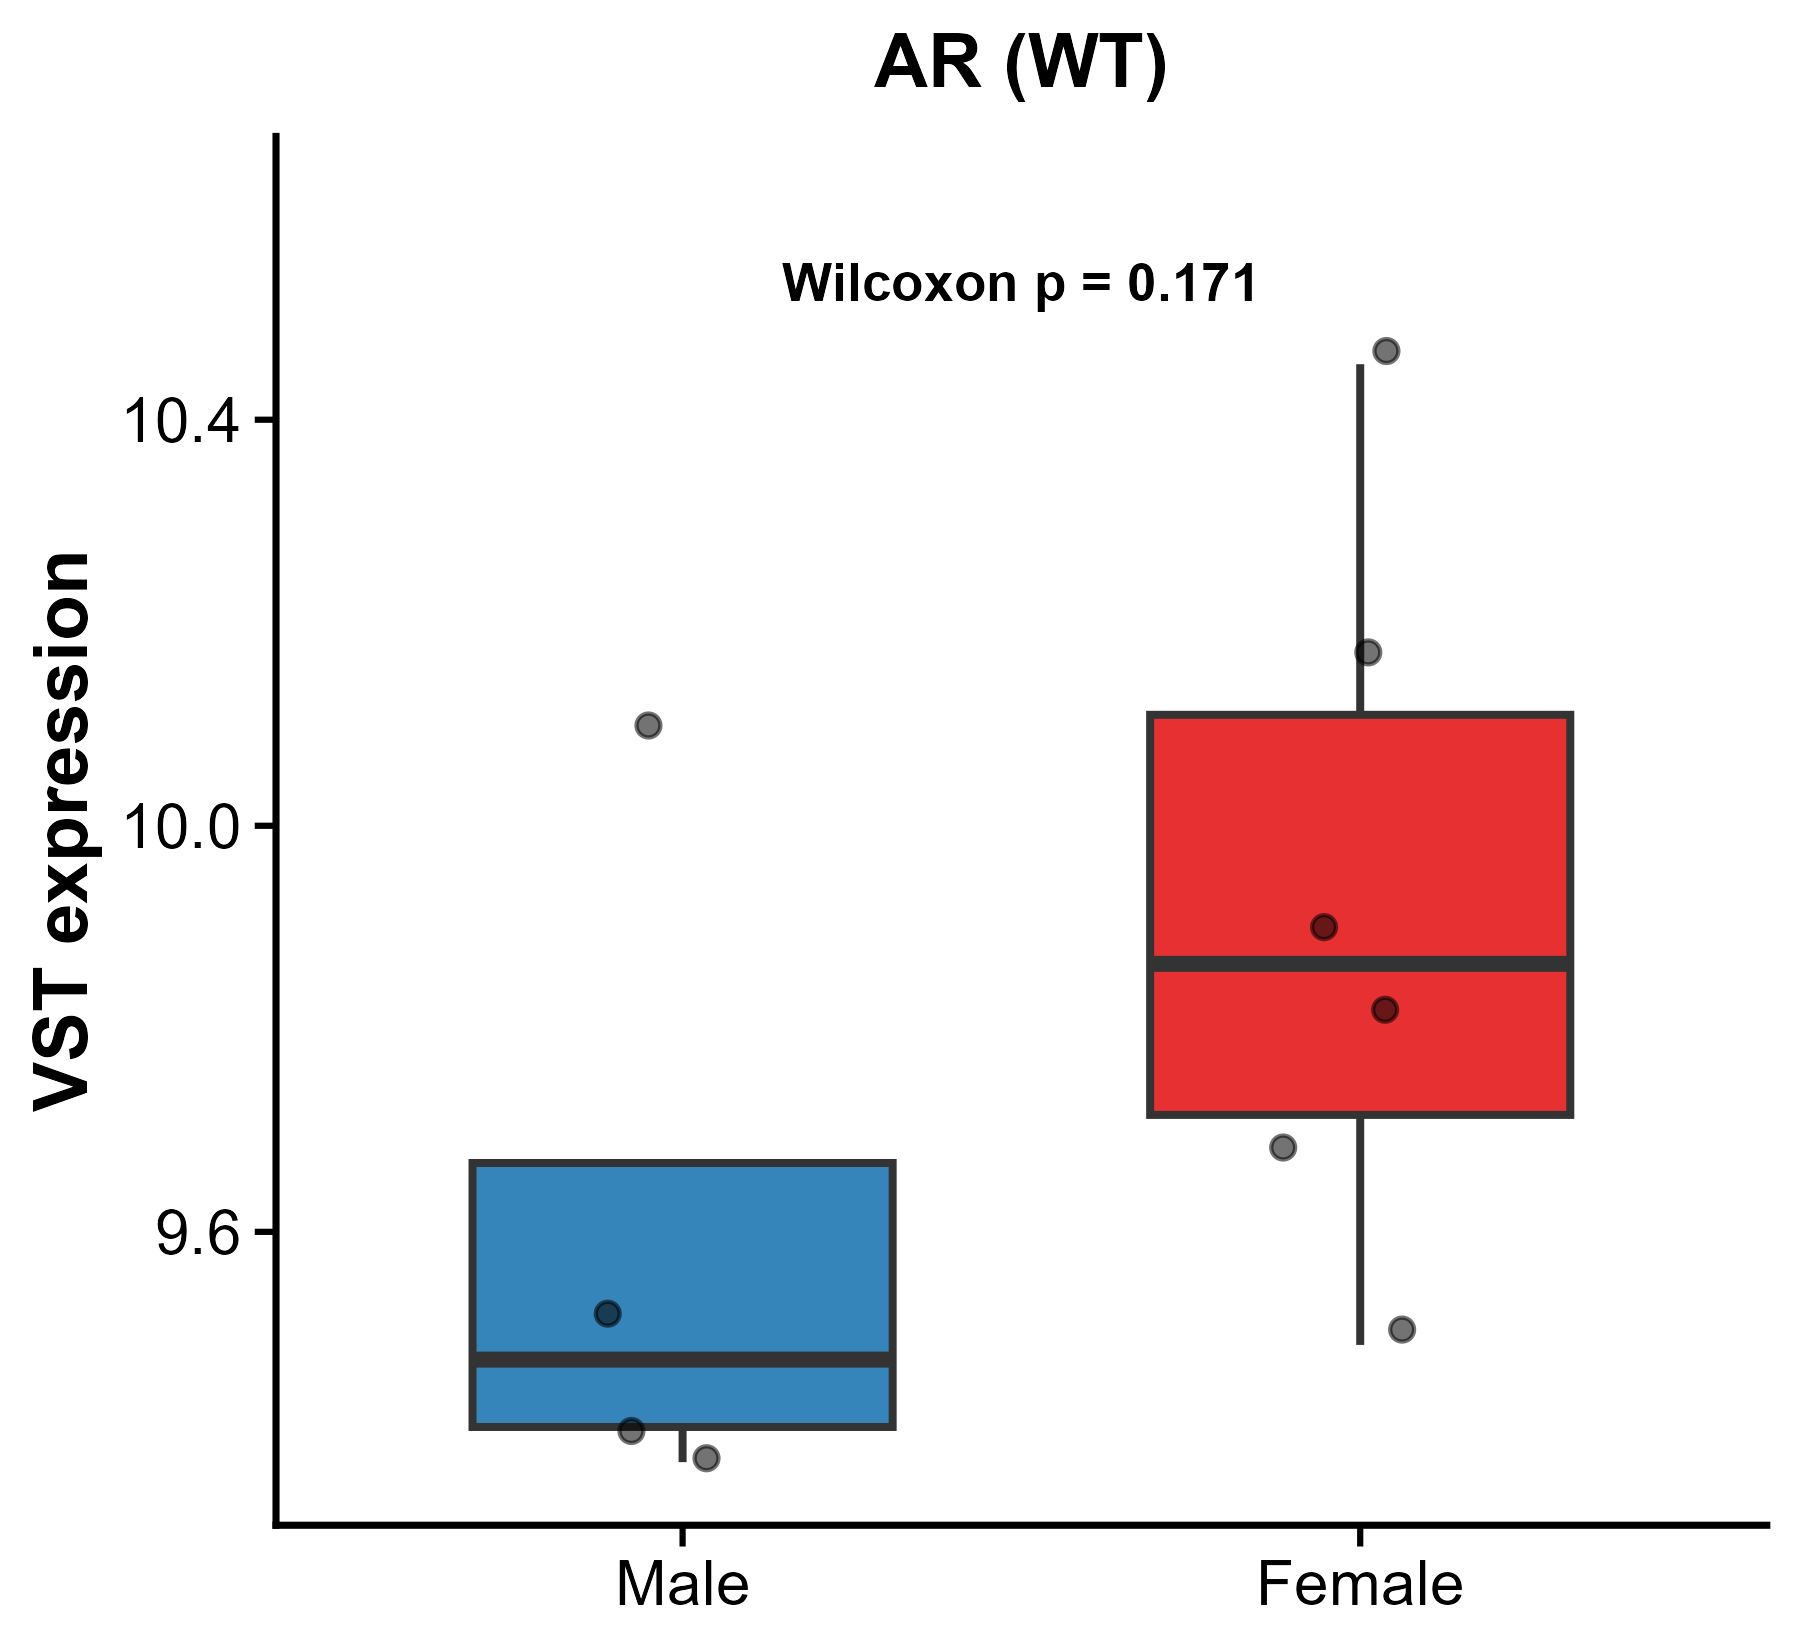 AR (WT)
Wilcoxon p = 0.171
VST expression
10.4
10.0
9.6
Male
Female